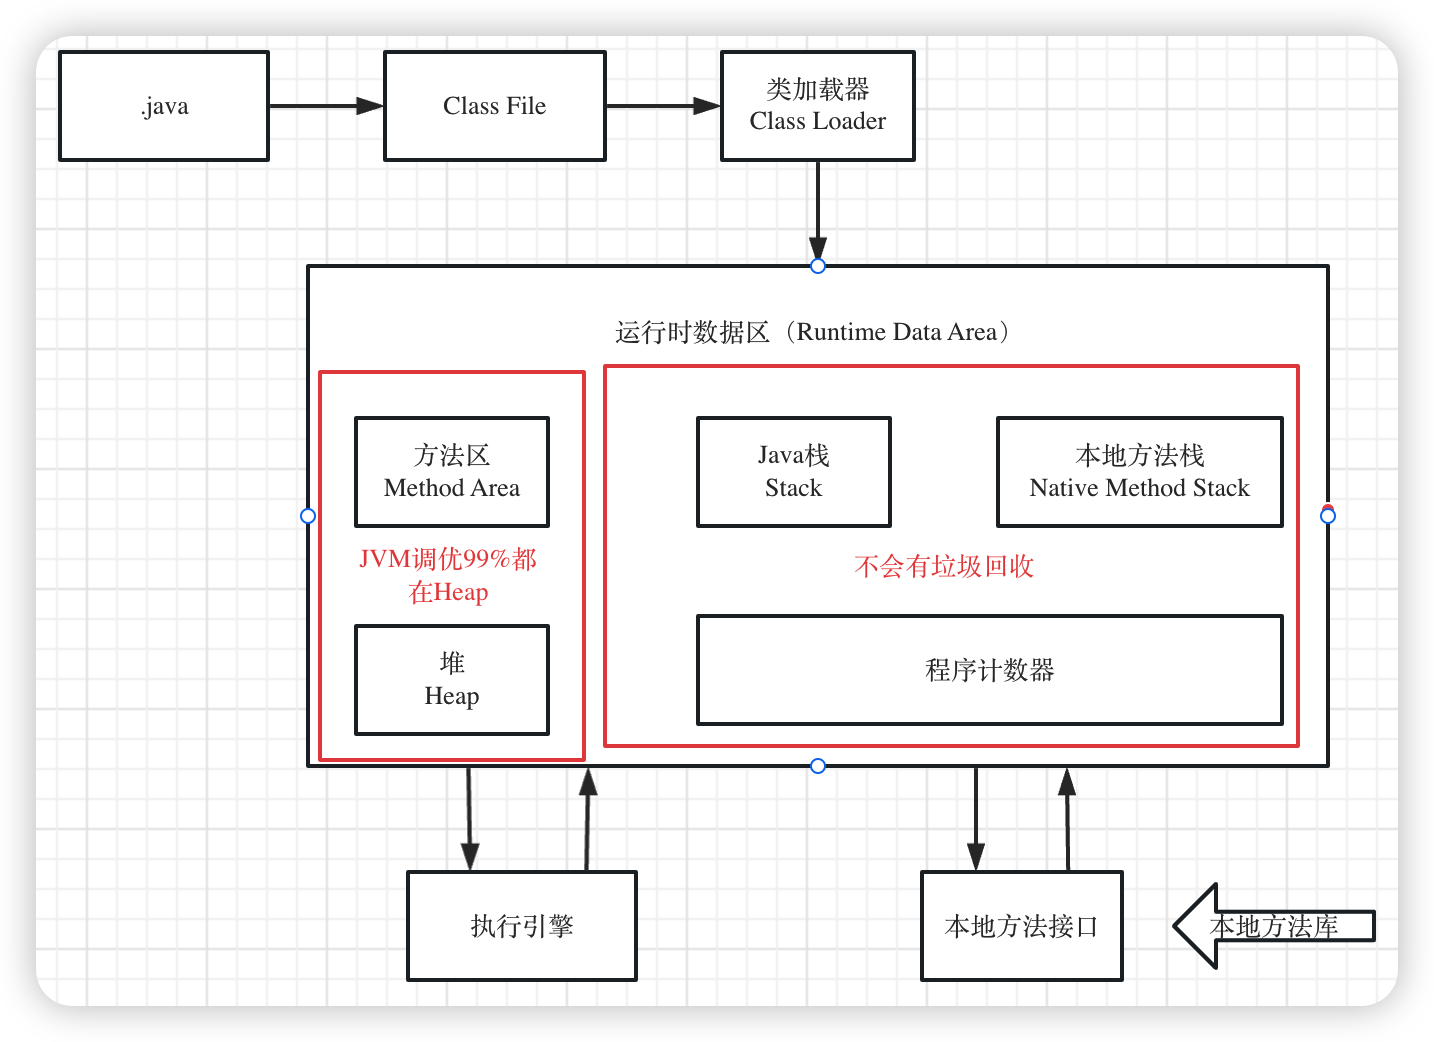 .java
Class File
类加载器
Class Loader
运行时数据区（Runtime Data Area）
方法区
Method Area
Java栈
Stack
本地方法栈
Native Method Stack
JVM调优99%都
在Heap
不会有垃圾回收
堆
Heap
程序计数器
执行引擎
本地方法接口
本地方法库